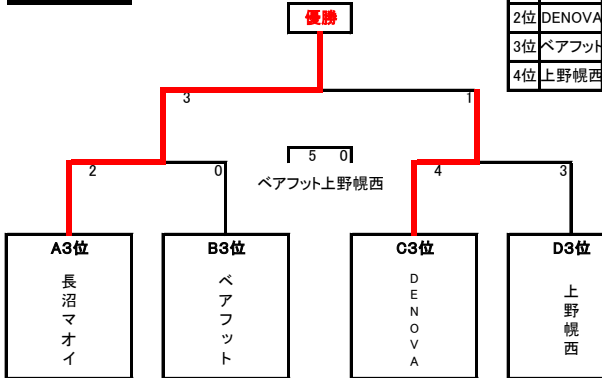 優勝
2位 DENOVA
3位 ベアフット
4位 上野幌西
3 1
2 0 5 0 4 3
ベアフット上野幌西
A3位 B3位 C3位 D3位
長沼マオイ
ベアフット
DENOVA
上野幌西